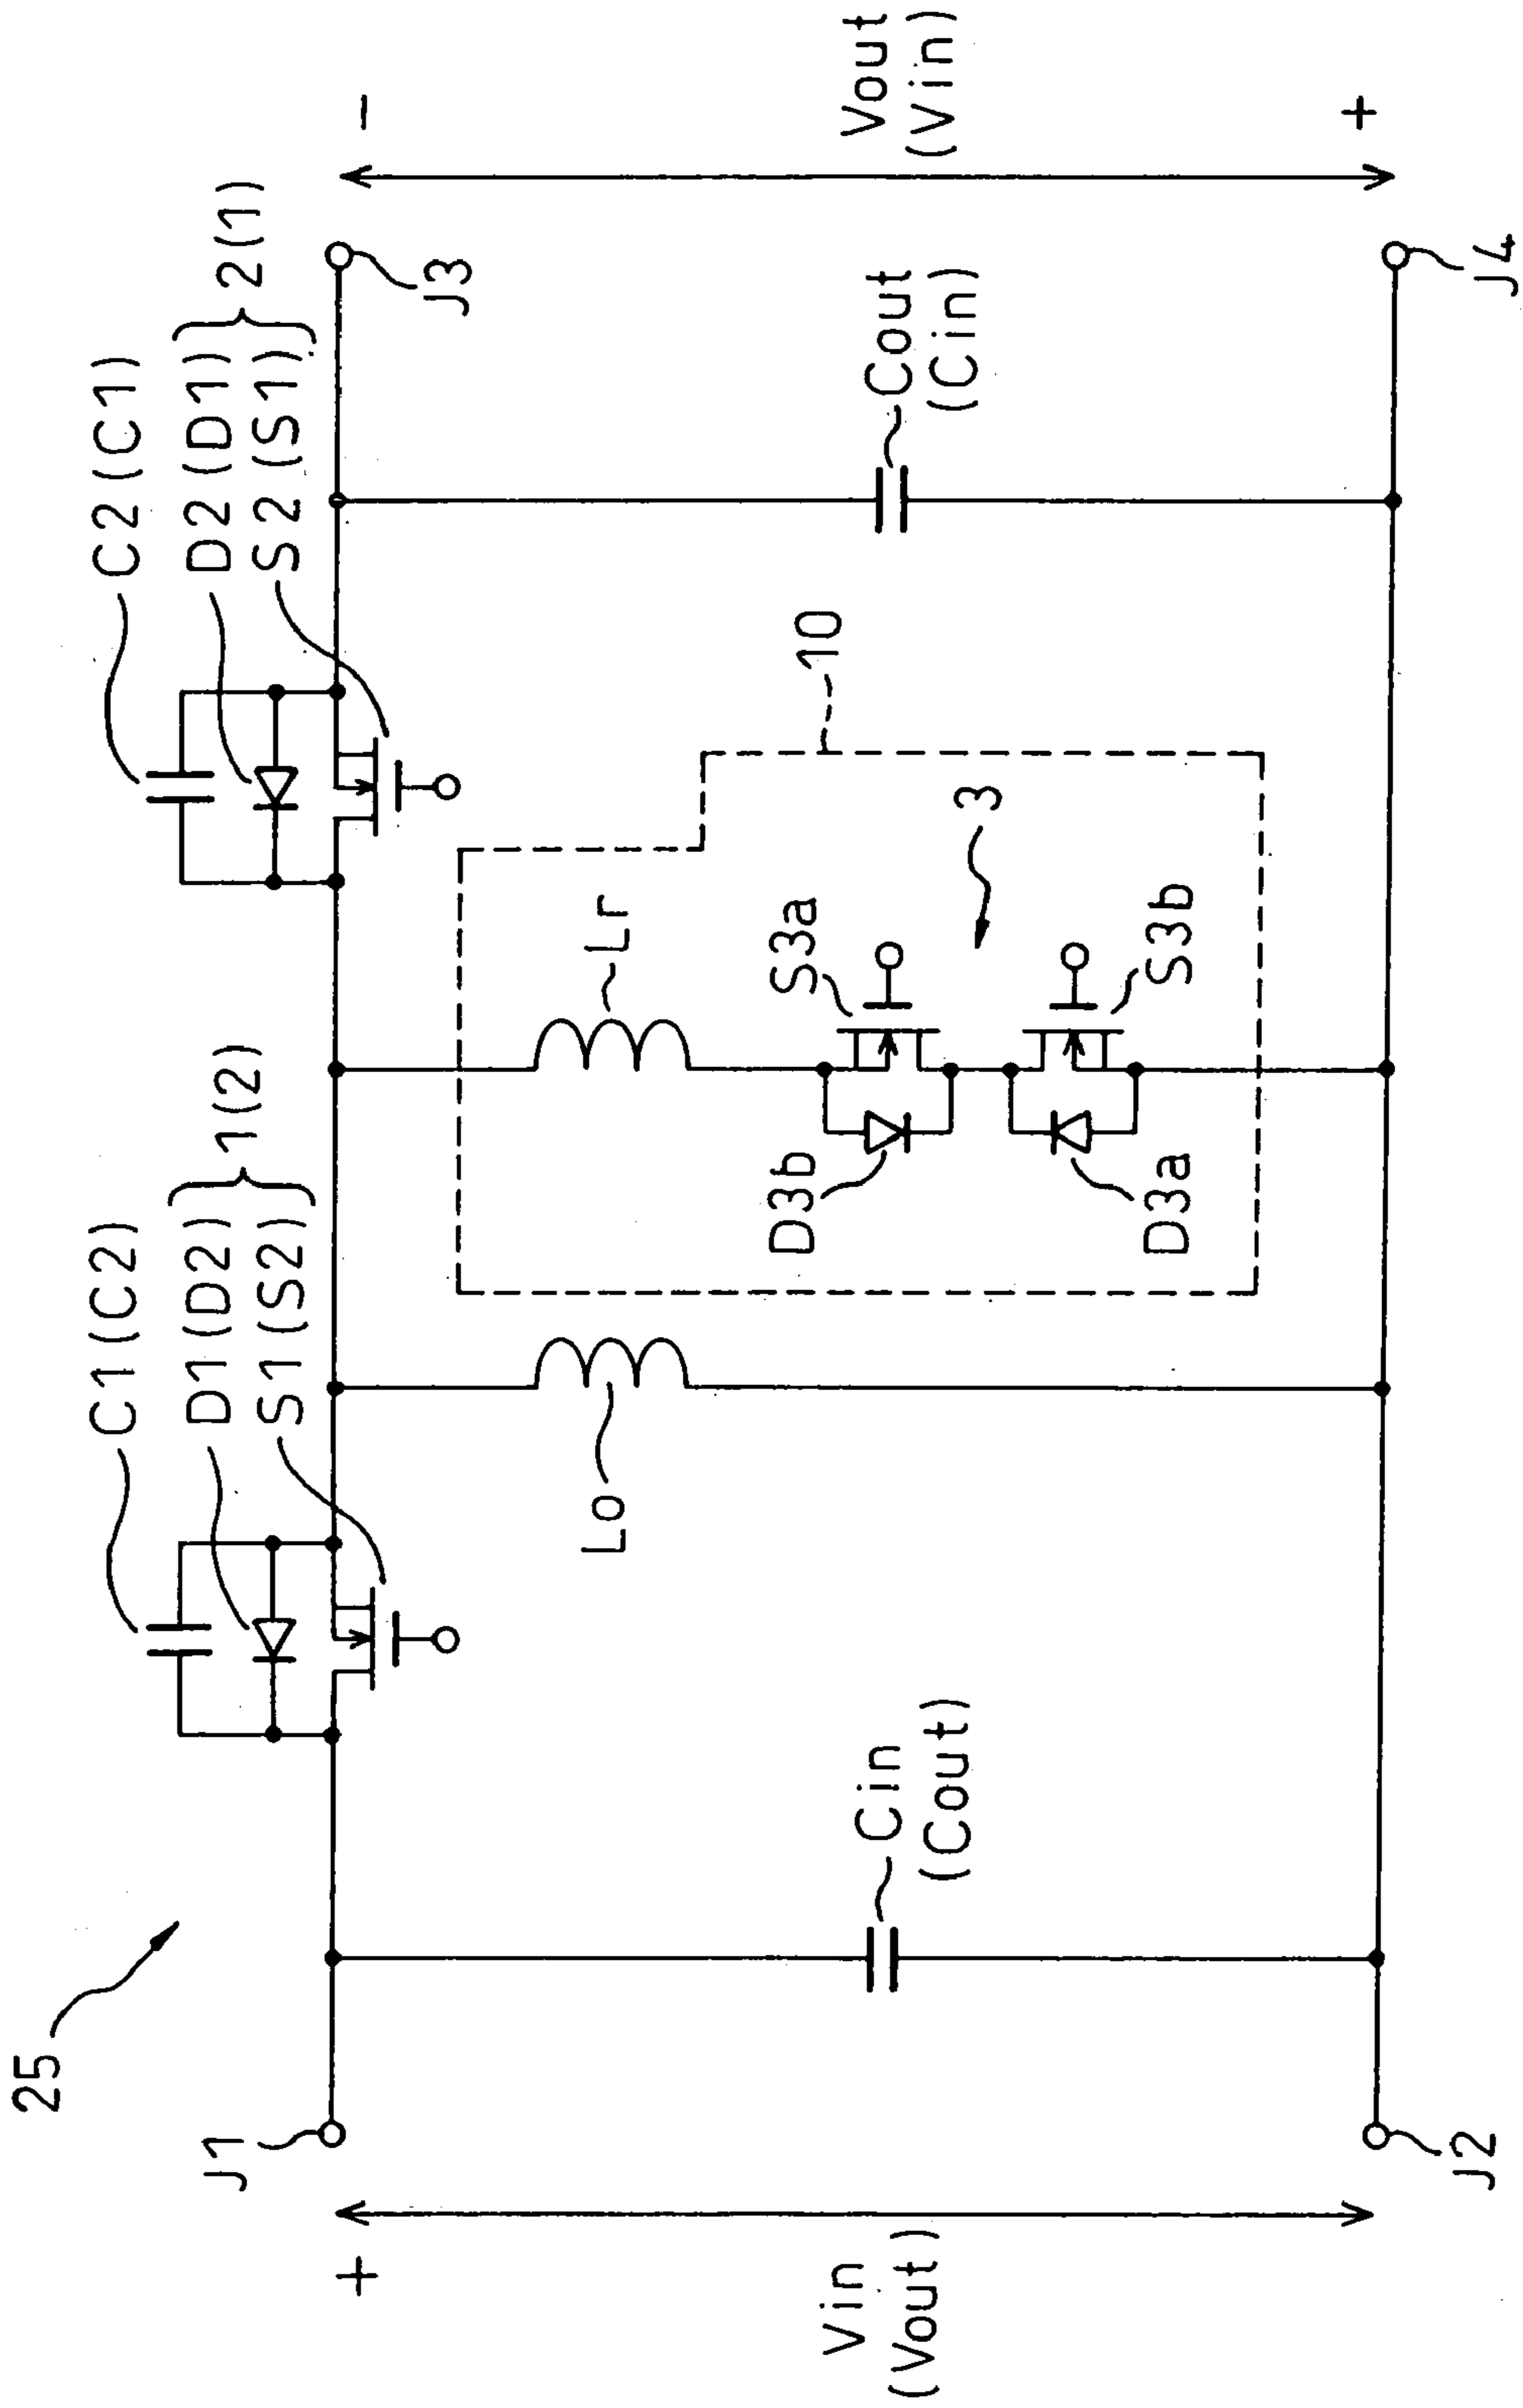 25
C1(C2)
D1(D2)
S1(S2)
1(2)
C2(C1)
D2(D1)
S2(S1)
2(1)
J1
J3
+
-
Lo
Lr
10
S3a
D3b
3
Vin
(Vout)
Cin
(Cout)
Cout
(Cin)
Vout
(Vin)
D3a
S3b
+
J2
J4